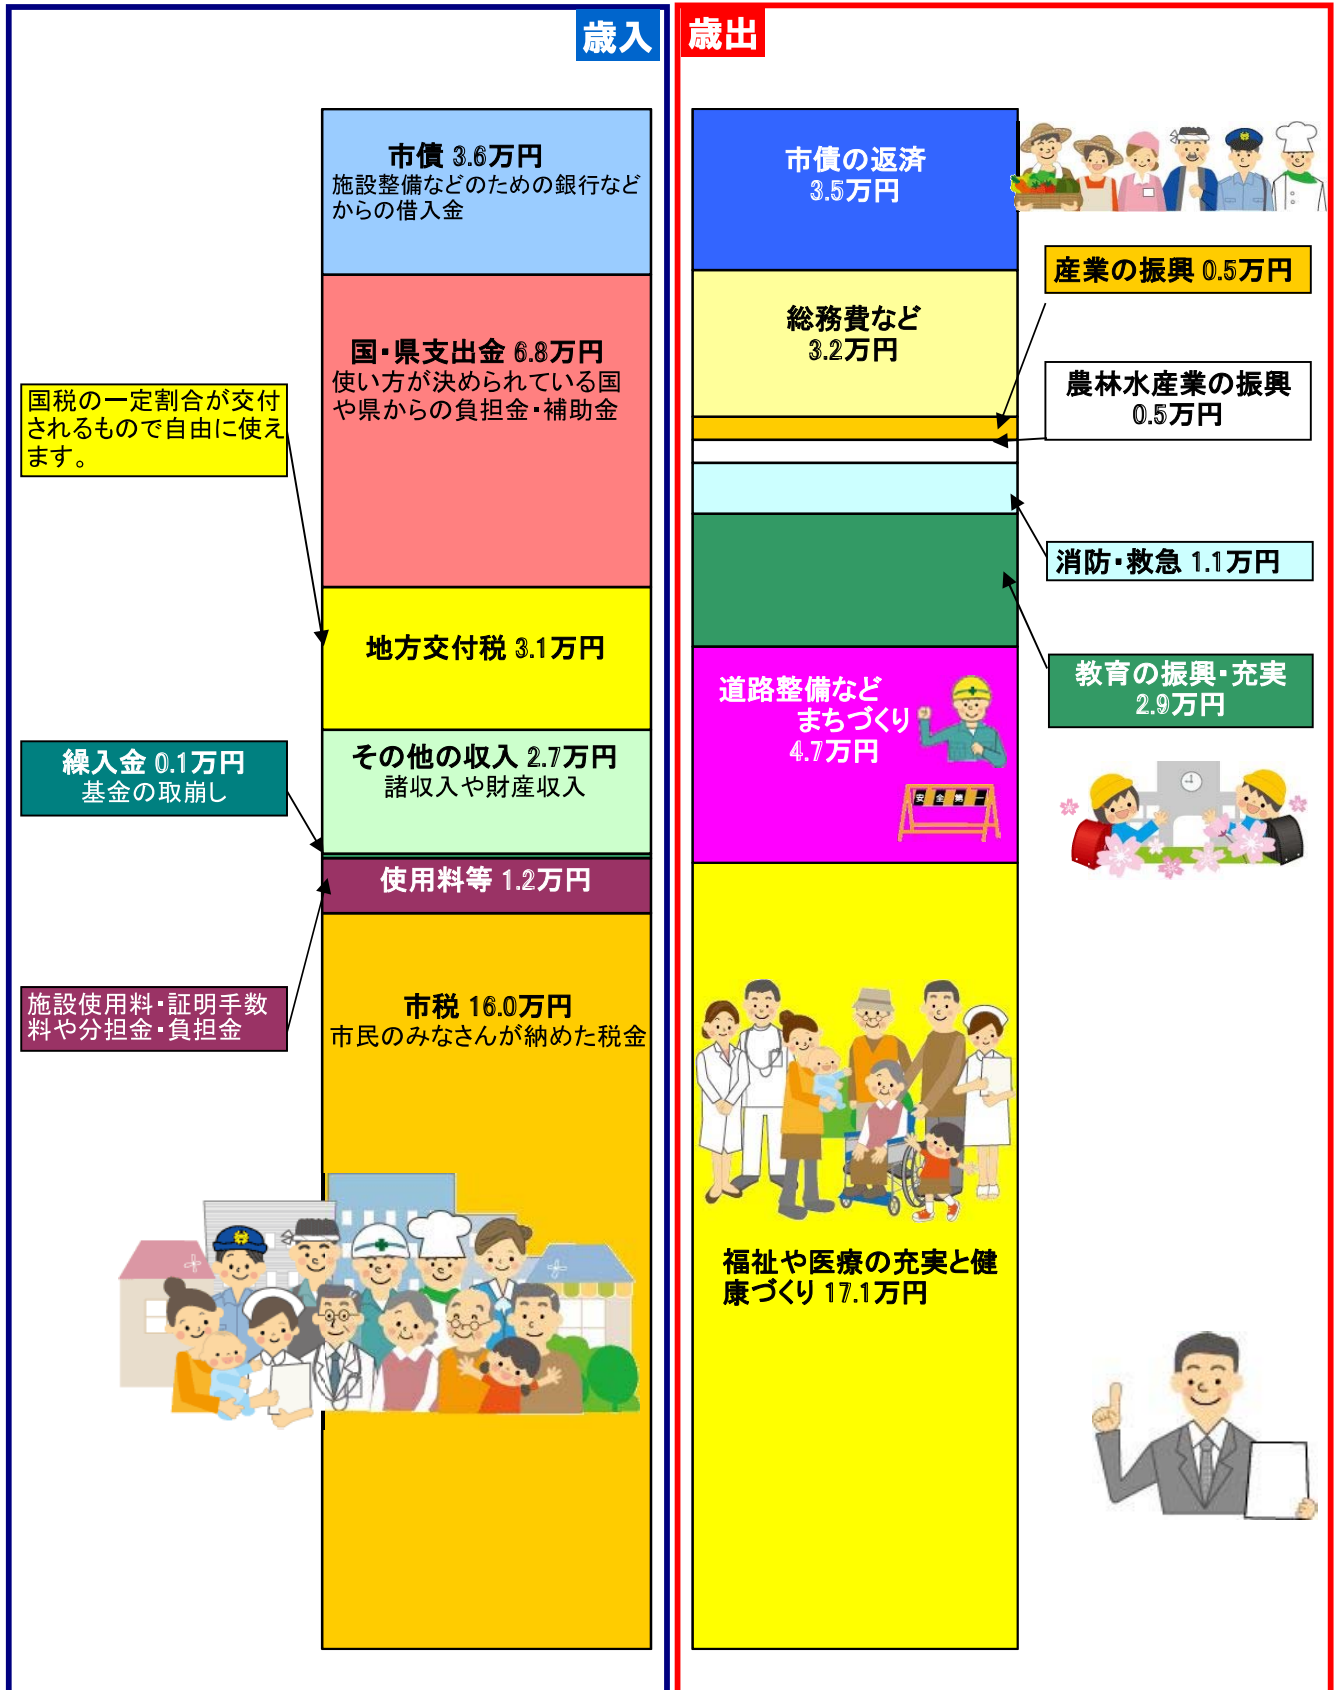 歳入
市債 3.6万円
施設整備などのための銀行など
からの借入金
国・県支出金 6.8万円
使い方が決められている国
や県からの負担金・補助金
国税の一定割合が交付
されるもので自由に使え
ます。
地方交付税 3.1万円
その他の収入 2.7万円
諸収入や財産収入
繰入金 0.1万円
基金の取崩し
使用料等 1.2万円
施設使用料・証明手数
料や分担金・負担金
市税 16.0万円
市民のみなさんが納めた税金
歳出
市債の返済
3.5万円
総務費など
3.2万円
産業の振興 0.5万円
農林水産業の振興
0.5万円
消防・救急 1.1万円
教育の振興・充実
2.9万円
道路整備など
まちづくり
4.7万円
安全第一
福祉や医療の充実と健
康づくり 17.1万円